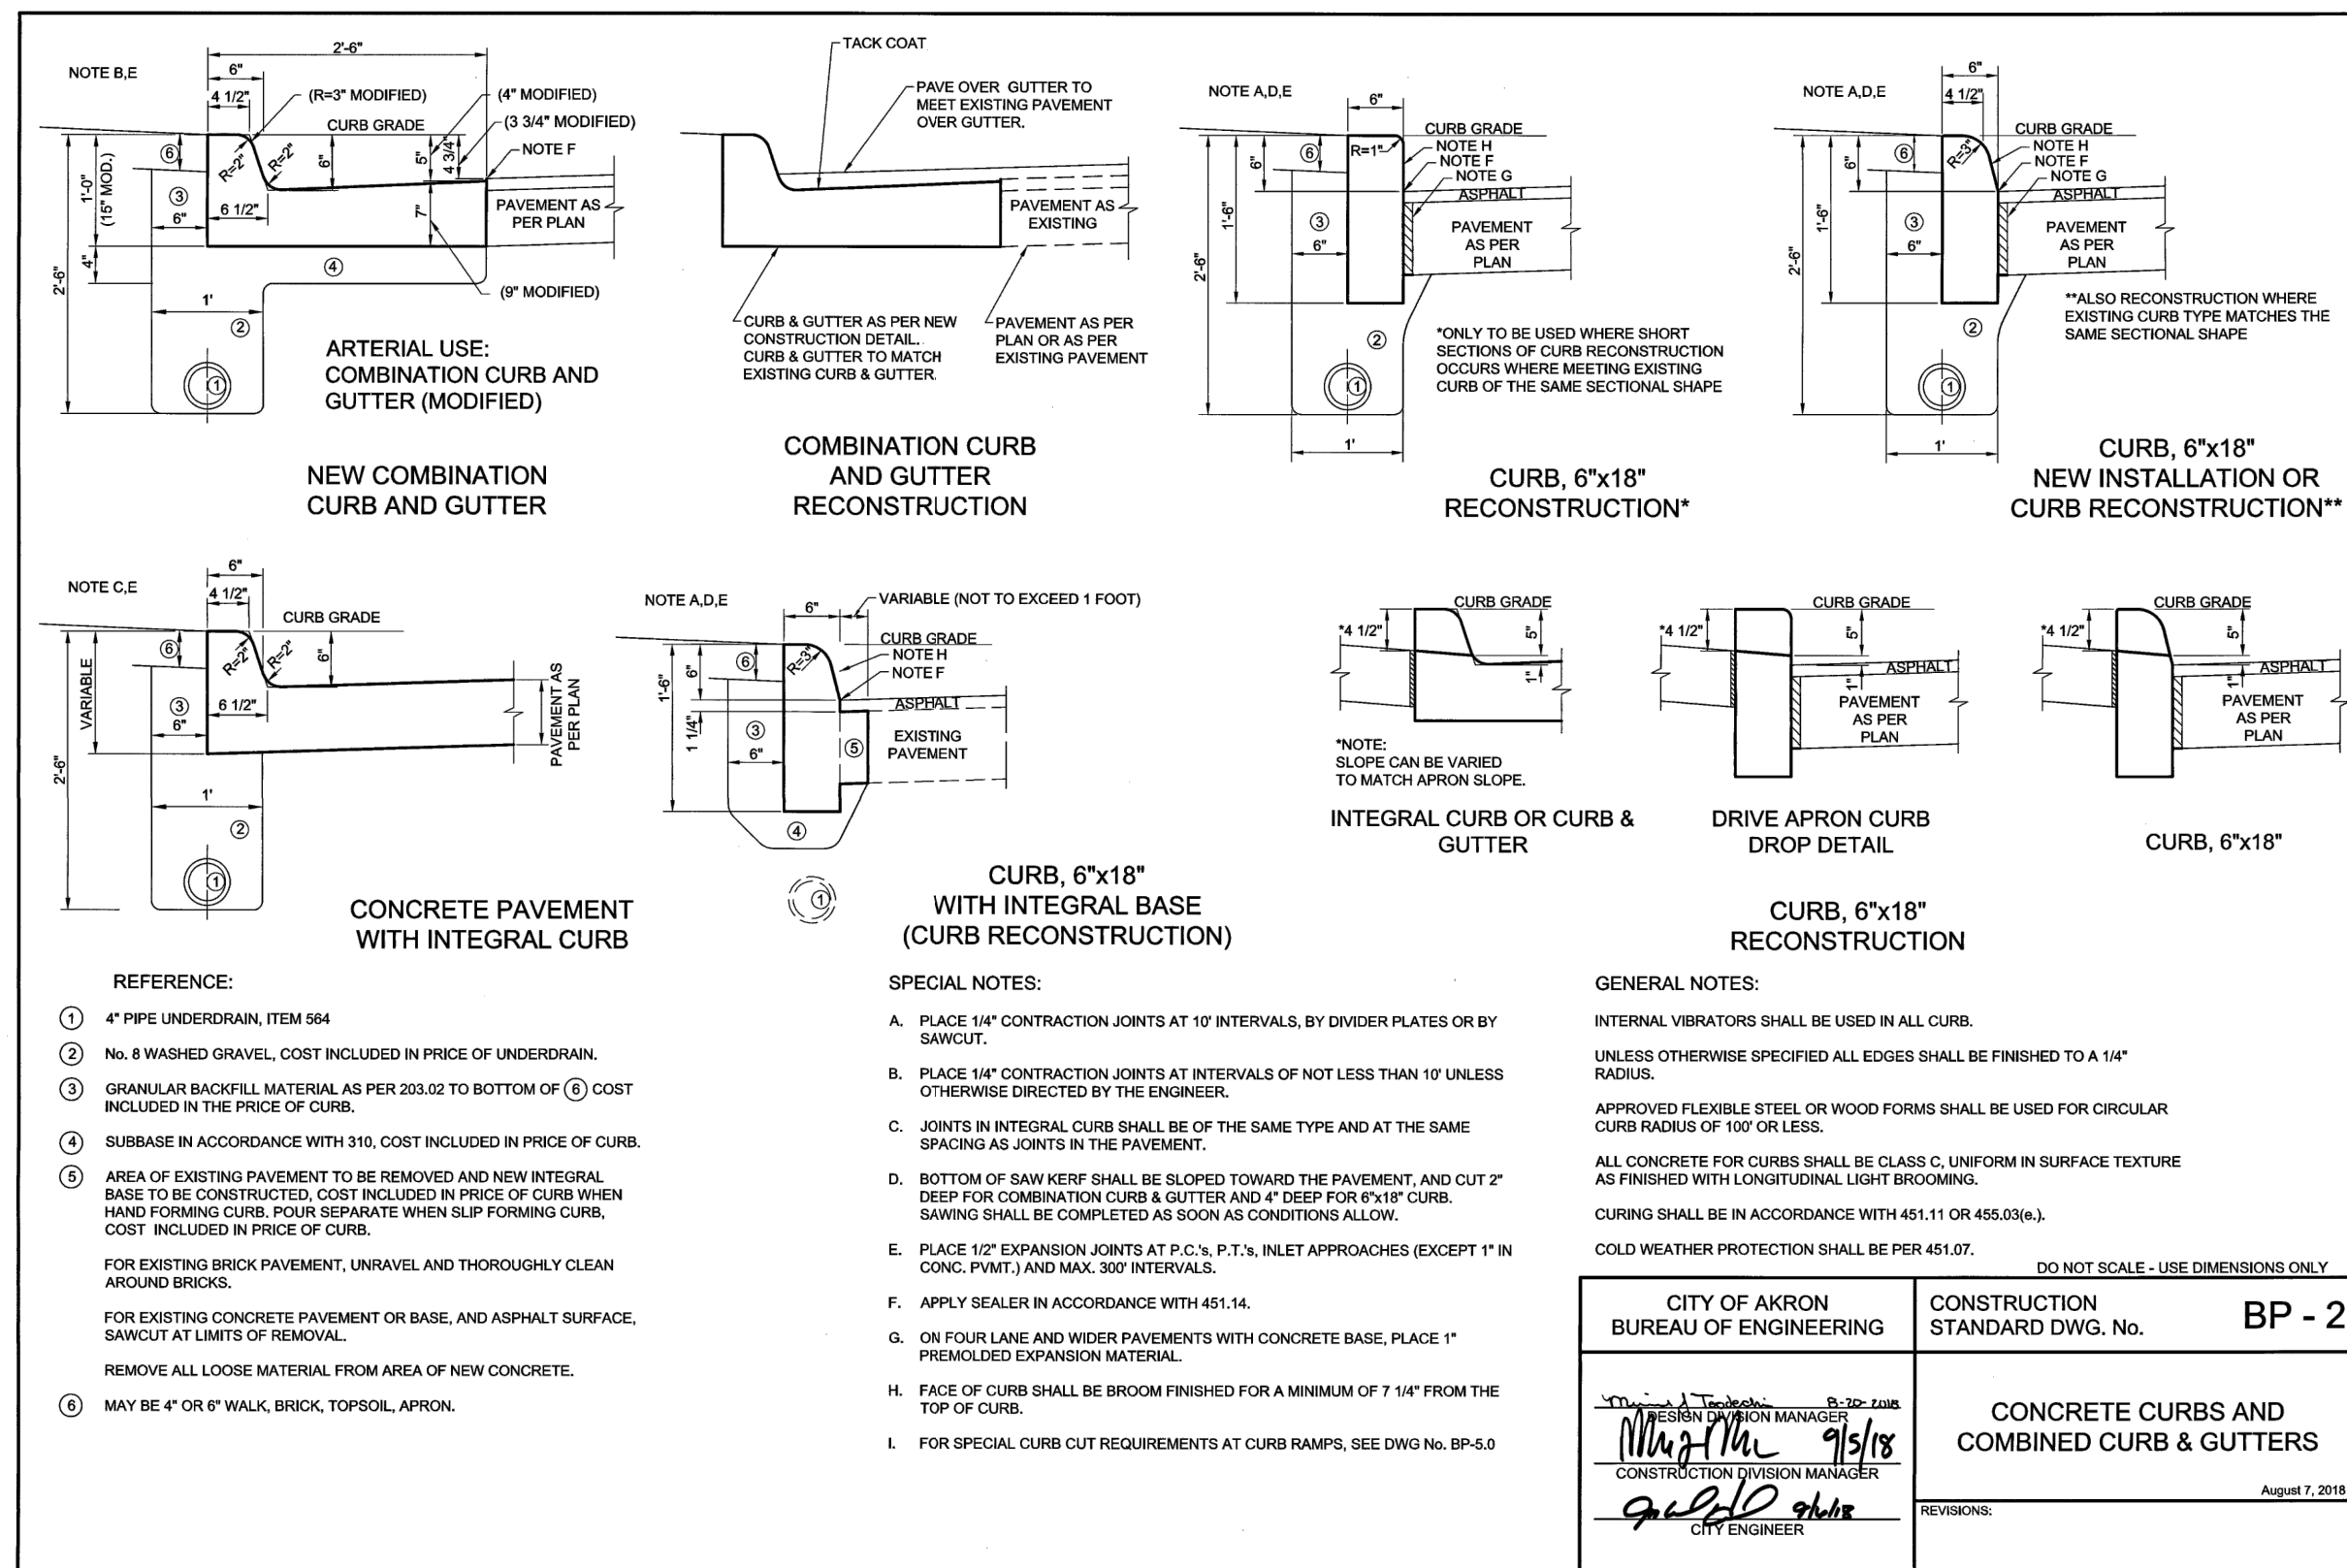 NOTE B,E
2'-6"
6"
4 1/2"
(R=3" MODIFIED)
(4" MODIFIED)
(3 3/4" MODIFIED)
CURB GRADE
NOTE F
6
R=2"
R=2"
6"
5"
4 3/4"
1'-0"
(15" MOD.)
3
6"
6 1/2"
7"
PAVEMENT AS
PER PLAN
2'-6"
4"
4
(9" MODIFIED)
1'
2
1
ARTERIAL USE:
COMBINATION CURB AND
GUTTER (MODIFIED)
NEW COMBINATION
CURB AND GUTTER
TACK COAT
PAVE OVER GUTTER TO
MEET EXISTING PAVEMENT
OVER GUTTER.
PAVEMENT AS
EXISTING
CURB & GUTTER AS PER NEW
CONSTRUCTION DETAIL.
CURB & GUTTER TO MATCH
EXISTING CURB & GUTTER.
PAVEMENT AS PER
PLAN OR AS PER
EXISTING PAVEMENT
COMBINATION CURB
AND GUTTER
RECONSTRUCTION
NOTE A,D,E
6"
CURB GRADE
NOTE H
NOTE F
NOTE G
ASPHALT
R=1"
6"
6
1'-6"
2'-6"
3
6"
PAVEMENT
AS PER
PLAN
2
1
1'
*ONLY TO BE USED WHERE SHORT
SECTIONS OF CURB RECONSTRUCTION
OCCURS WHERE MEETING EXISTING
CURB OF THE SAME SECTIONAL SHAPE
CURB, 6"x18"
RECONSTRUCTION*
NOTE A,D,E
6"
4 1/2"
CURB GRADE
NOTE H
NOTE F
NOTE G
ASPHALT
R=3"
6"
6
1'-6"
2'-6"
3
6"
PAVEMENT
AS PER
PLAN
2
1
1'
**ALSO RECONSTRUCTION WHERE
EXISTING CURB TYPE MATCHES THE
SAME SECTIONAL SHAPE
CURB, 6"x18"
NEW INSTALLATION OR
CURB RECONSTRUCTION**
NOTE C,E
6"
4 1/2"
CURB GRADE
6
R=2"
R=2"
6"
VARIABLE
3
6"
6 1/2"
2'-6"
PAVEMENT AS
PER PLAN
1'
2
1
CONCRETE PAVEMENT
WITH INTEGRAL CURB
NOTE A,D,E
6"
VARIABLE (NOT TO EXCEED 1 FOOT)
CURB GRADE
NOTE H
NOTE F
ASPHALT
R=3"
6
6"
1'-6"
1 1/4"
3
6"
5
EXISTING
PAVEMENT
4
1
CURB, 6"x18"
WITH INTEGRAL BASE
(CURB RECONSTRUCTION)
CURB GRADE
*4 1/2"
5"
1"
*NOTE:
SLOPE CAN BE VARIED
TO MATCH APRON SLOPE.
INTEGRAL CURB OR CURB &
GUTTER
CURB GRADE
*4 1/2"
5"
ASPHALT
1"
PAVEMENT
AS PER
PLAN
DRIVE APRON CURB
DROP DETAIL
CURB GRADE
*4 1/2"
5"
ASPHALT
1"
PAVEMENT
AS PER
PLAN
CURB, 6"x18"
CURB, 6"x18"
RECONSTRUCTION
REFERENCE:
1 4" PIPE UNDERDRAIN, ITEM 564
2 No. 8 WASHED GRAVEL, COST INCLUDED IN PRICE OF UNDERDRAIN.
3 GRANULAR BACKFILL MATERIAL AS PER 203.02 TO BOTTOM OF 6 COST
INCLUDED IN THE PRICE OF CURB.
4 SUBBASE IN ACCORDANCE WITH 310, COST INCLUDED IN PRICE OF CURB.
5 AREA OF EXISTING PAVEMENT TO BE REMOVED AND NEW INTEGRAL
BASE TO BE CONSTRUCTED, COST INCLUDED IN PRICE OF CURB WHEN
HAND FORMING CURB. POUR SEPARATE WHEN SLIP FORMING CURB,
COST INCLUDED IN PRICE OF CURB.
FOR EXISTING BRICK PAVEMENT, UNRAVEL AND THOROUGHLY CLEAN
AROUND BRICKS.
FOR EXISTING CONCRETE PAVEMENT OR BASE, AND ASPHALT SURFACE,
SAWCUT AT LIMITS OF REMOVAL.
REMOVE ALL LOOSE MATERIAL FROM AREA OF NEW CONCRETE.
6 MAY BE 4" OR 6" WALK, BRICK, TOPSOIL, APRON.
SPECIAL NOTES:
A. PLACE 1/4" CONTRACTION JOINTS AT 10' INTERVALS, BY DIVIDER PLATES OR BY
SAWCUT.
B. PLACE 1/4" CONTRACTION JOINTS AT INTERVALS OF NOT LESS THAN 10' UNLESS
OTHERWISE DIRECTED BY THE ENGINEER.
C. JOINTS IN INTEGRAL CURB SHALL BE OF THE SAME TYPE AND AT THE SAME
SPACING AS JOINTS IN THE PAVEMENT.
D. BOTTOM OF SAW KERF SHALL BE SLOPED TOWARD THE PAVEMENT, AND CUT 2"
DEEP FOR COMBINATION CURB & GUTTER AND 4" DEEP FOR 6"x18" CURB.
SAWING SHALL BE COMPLETED AS SOON AS CONDITIONS ALLOW.
E. PLACE 1/2" EXPANSION JOINTS AT P.C.'s, P.T.'s, INLET APPROACHES (EXCEPT 1" IN
CONC. PVMT.) AND MAX. 300' INTERVALS.
F. APPLY SEALER IN ACCORDANCE WITH 451.14.
G. ON FOUR LANE AND WIDER PAVEMENTS WITH CONCRETE BASE, PLACE 1"
PREMOLDED EXPANSION MATERIAL.
H. FACE OF CURB SHALL BE BROOM FINISHED FOR A MINIMUM OF 7 1/4" FROM THE
TOP OF CURB.
I. FOR SPECIAL CURB CUT REQUIREMENTS AT CURB RAMPS, SEE DWG No. BP-5.0
GENERAL NOTES:
INTERNAL VIBRATORS SHALL BE USED IN ALL CURB.
UNLESS OTHERWISE SPECIFIED ALL EDGES SHALL BE FINISHED TO A 1/4"
RADIUS.
APPROVED FLEXIBLE STEEL OR WOOD FORMS SHALL BE USED FOR CIRCULAR
CURB RADIUS OF 100' OR LESS.
ALL CONCRETE FOR CURBS SHALL BE CLASS C, UNIFORM IN SURFACE TEXTURE
AS FINISHED WITH LONGITUDINAL LIGHT BROOMING.
CURING SHALL BE IN ACCORDANCE WITH 451.11 OR 455.03(e.).
COLD WEATHER PROTECTION SHALL BE PER 451.07.
DO NOT SCALE - USE DIMENSIONS ONLY
CITY OF AKRON
BUREAU OF ENGINEERING
CONSTRUCTION
STANDARD DWG. No.
BP - 2
8-20-2018
DESIGN DIVISION MANAGER
9/5/18
CONSTRUCTION DIVISION MANAGER
9/6/18
CITY ENGINEER
CONCRETE CURBS AND
COMBINED CURB & GUTTERS
August 7, 2018
REVISIONS: